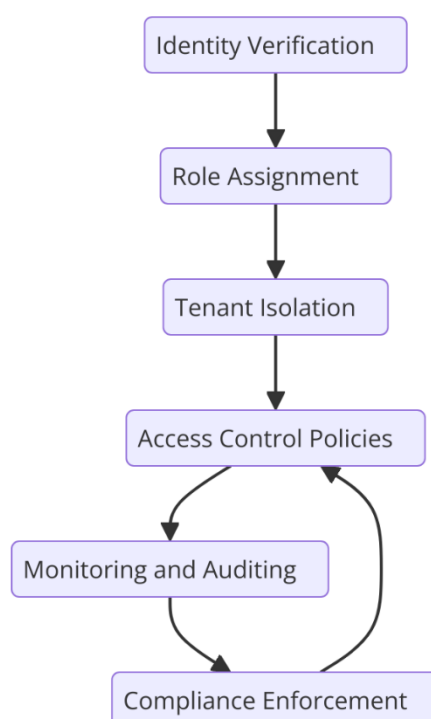 Identity Verification
Role Assignment
Tenant Isolation
Access Control Policies
Monitoring and Auditing
Compliance Enforcement